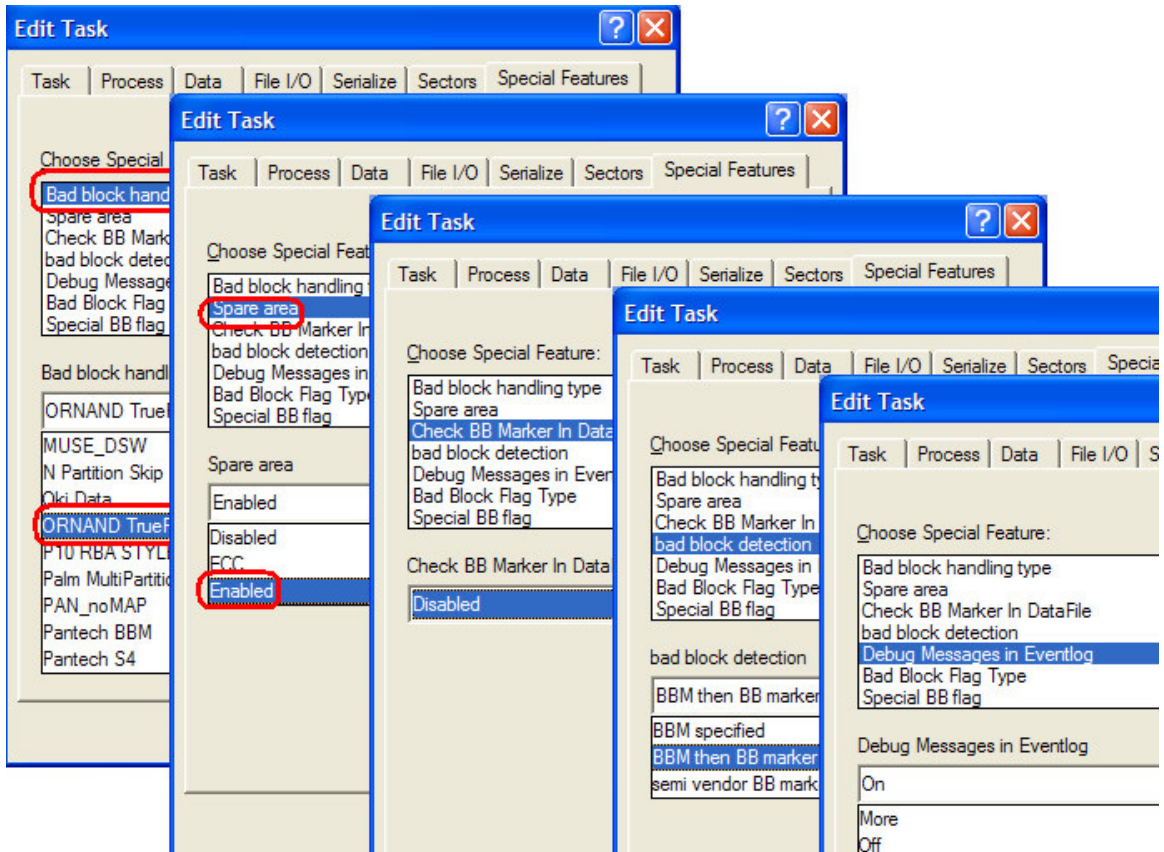 Edit Task
Task Process Data File I/O Serialize Sectors Special Features
Choose Special
Bad block hand
Spare area
Check BB Mark
bad block detec
Debug Message
Bad Block Flag
Special BB flag
Bad block handl
ORNAND True
MUSE_DSW
N Partition Skip
Oki Data
ORNAND True
P10 RBA STYLE
Palm MultiPartitio
PAN_noMAP
Pantech BBM
Pantech S4
Edit Task
Task Process Data File I/O Serialize Sectors Special Features
Choose Special Feat
Bad block handling
Spare area
Check BB Marker In
bad block detection
Debug Messages in
Bad Block Flag Type
Special BB flag
Spare area
Enabled
Disabled
ECC
Enabled
Edit Task
Task Process Data File I/O Serialize Sectors Special Features
Choose Special Feature:
Bad block handling type
Spare area
Check BB Marker In Data
bad block detection
Debug Messages in Even
Bad Block Flag Type
Special BB flag
Check BB Marker In Data
Disabled
Edit Task
Task Process Data File I/O Serialize Sectors Specia
Choose Special Featu
Bad block handling ty
Spare area
Check BB Marker In
bad block detection
Debug Messages in
Bad Block Flag Type
Special BB flag
bad block detection
BBM then BB marker
BBM specified
BBM then BB marker
semi vendor BB mark
Edit Task
Task Process Data File I/O S
Choose Special Feature:
Bad block handling type
Spare area
Check BB Marker In DataFile
bad block detection
Debug Messages in Eventlog
Bad Block Flag Type
Special BB flag
Debug Messages in Eventlog
On
More
Off